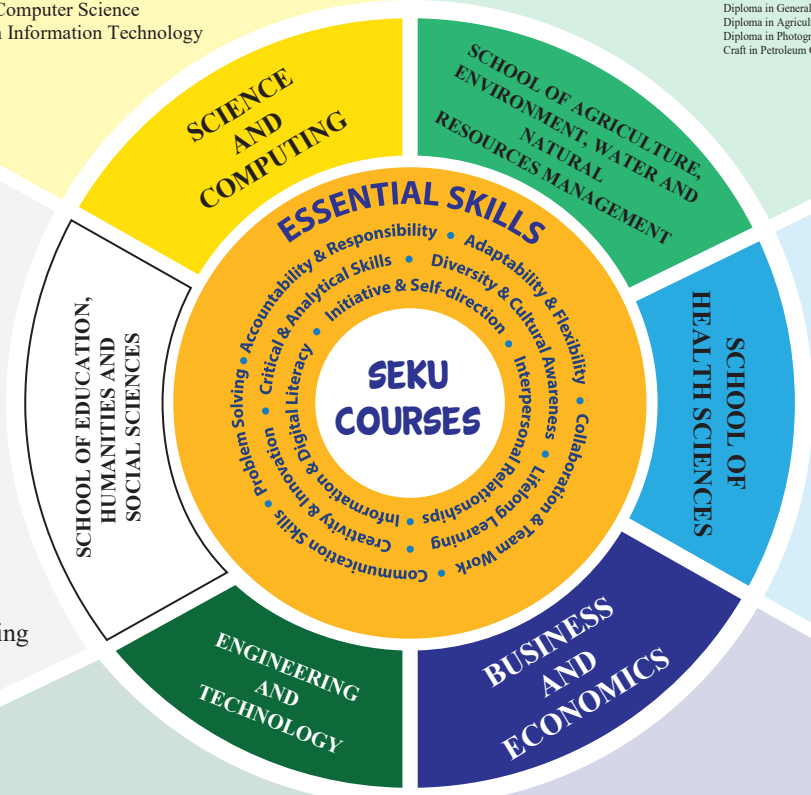 Computer Science
Information Technology
Diploma in General
Diploma in
Diploma in
Craft in Petroleum
SCIENCE
AND
COMPUTING
SCHOOL OF AGRICULTURE,
ENVIRONMENT, WATER AND
NATURAL
RESOURCES MANAGEMENT
SCHOOL OF
HEALTH SCIENCES
BUSINESS
AND
ECONOMICS
ENGINEERING
AND
TECHNOLOGY
SCHOOL OF EDUCATION,
HUMANITIES AND
SOCIAL SCIENCES
ESSENTIAL SKILLS
Accountability & Responsibility • Adaptability & Flexibility • Collaboration & Team Work • Communication Skills • Problem Solving •
Critical & Analytical Skills • Diversity & Cultural Awareness • Lifelong Learning • Creativity & Innovation •
Initiative & Self-direction • Interpersonal Relationships • Information & Digital Literacy •
SEKU
COURSES